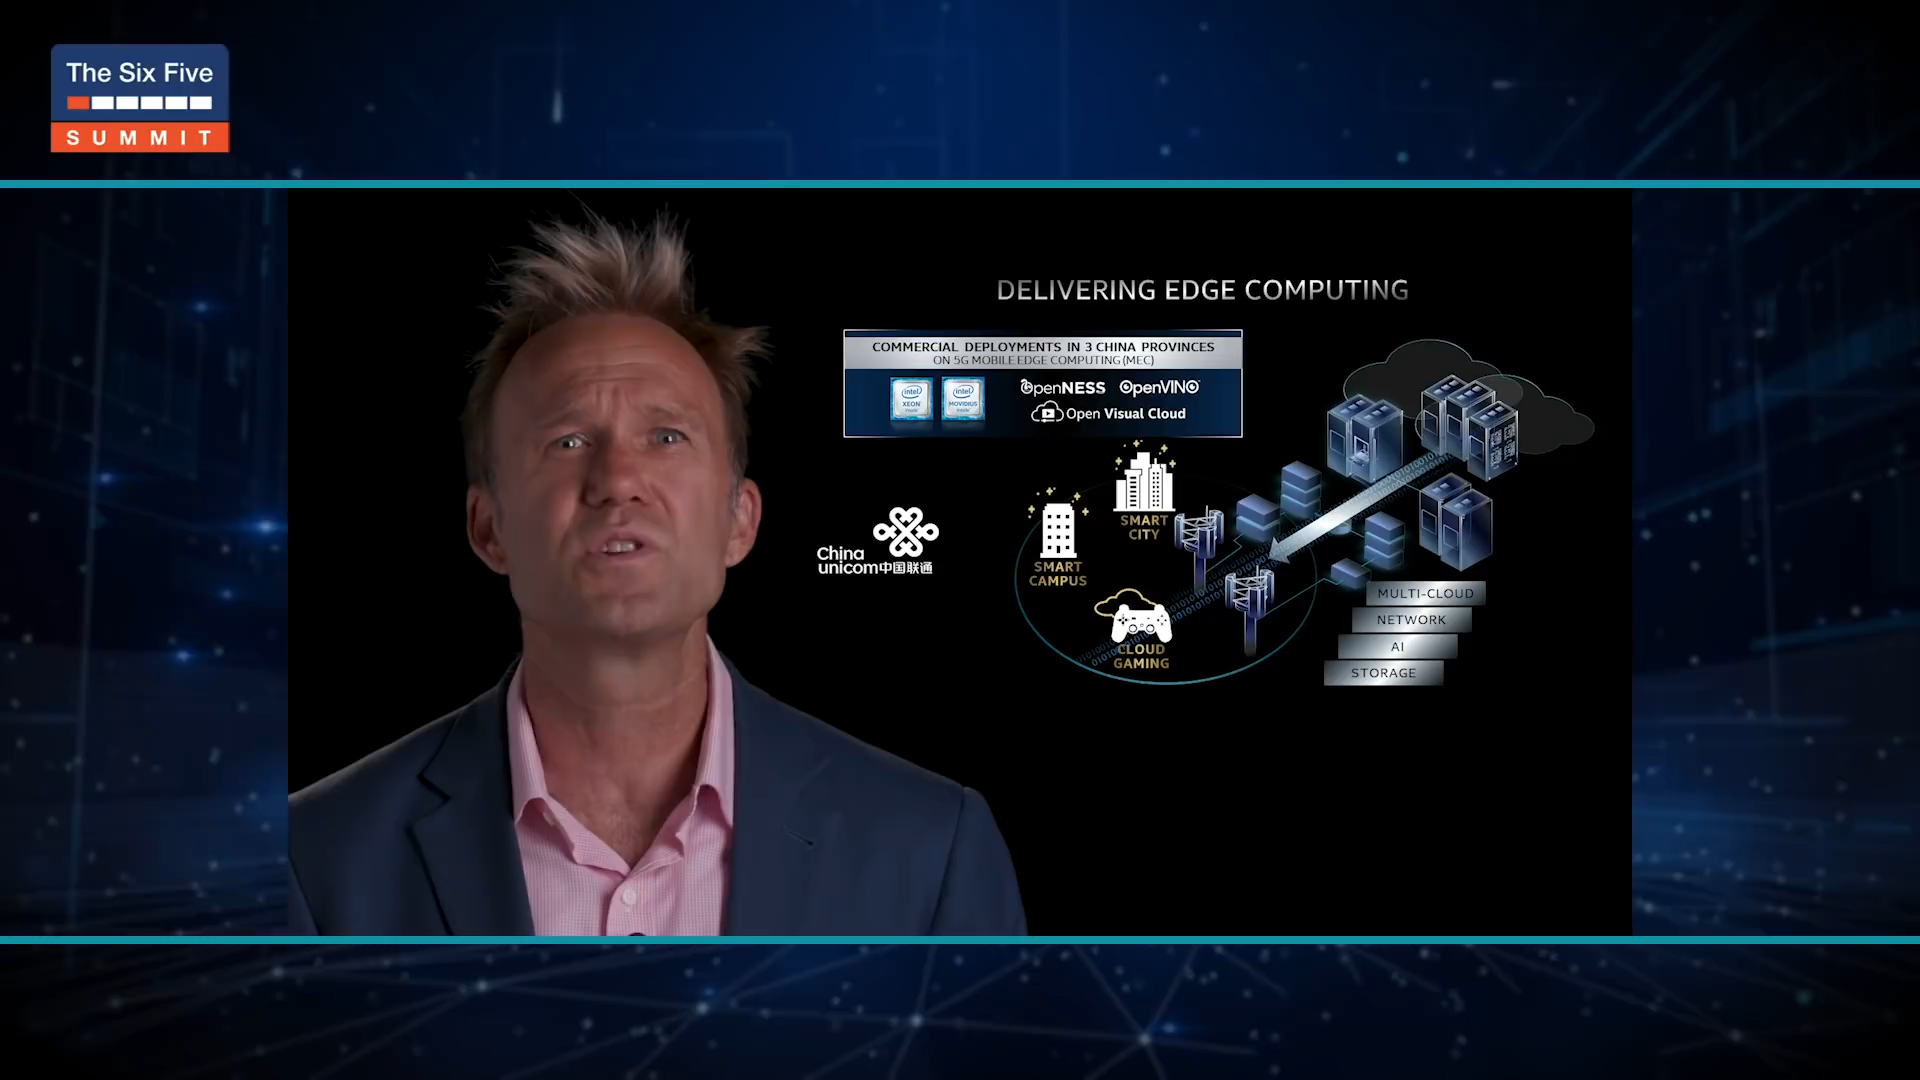 The Six Five
SUMMIT
DELIVERING EDGE COMPUTING
COMMERCIAL DEPLOYMENTS IN 3 CHINA PROVINCES
ON 5G MOBILE EDGE COMPUTING (MEC)
intel
XEON
inside
intel
MOVIDIUS
inside
OpenNESS
OpenVINO
Open Visual Cloud
SMART
CITY
SMART
CAMPUS
China
unicom中国联通
CLOUD
GAMING
MULTI-CLOUD
NETWORK
AI
STORAGE